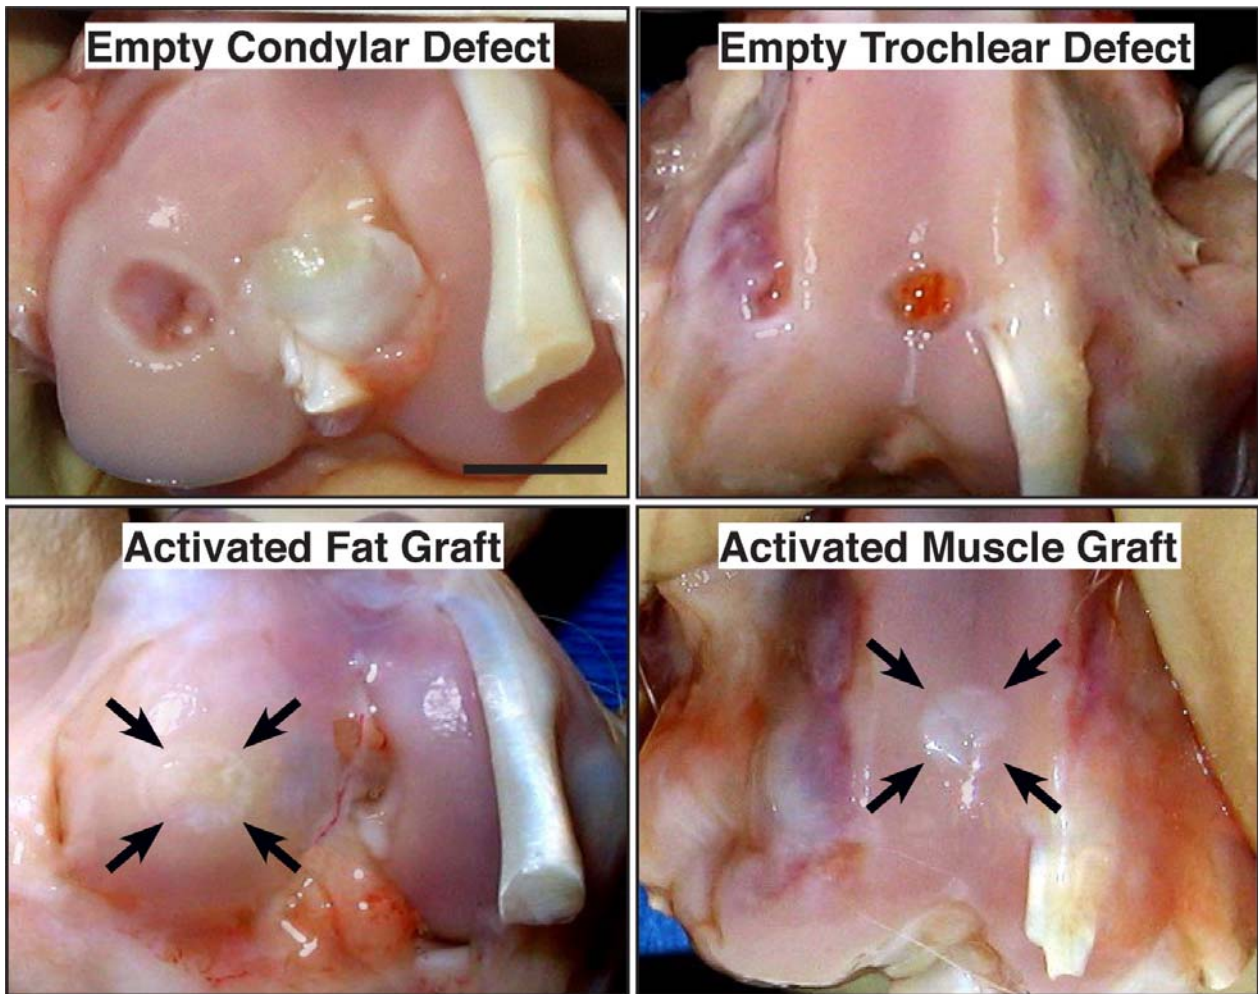 Empty Condylar Defect
Empty Trochlear Defect
Activated Fat Graft
Activated Muscle Graft